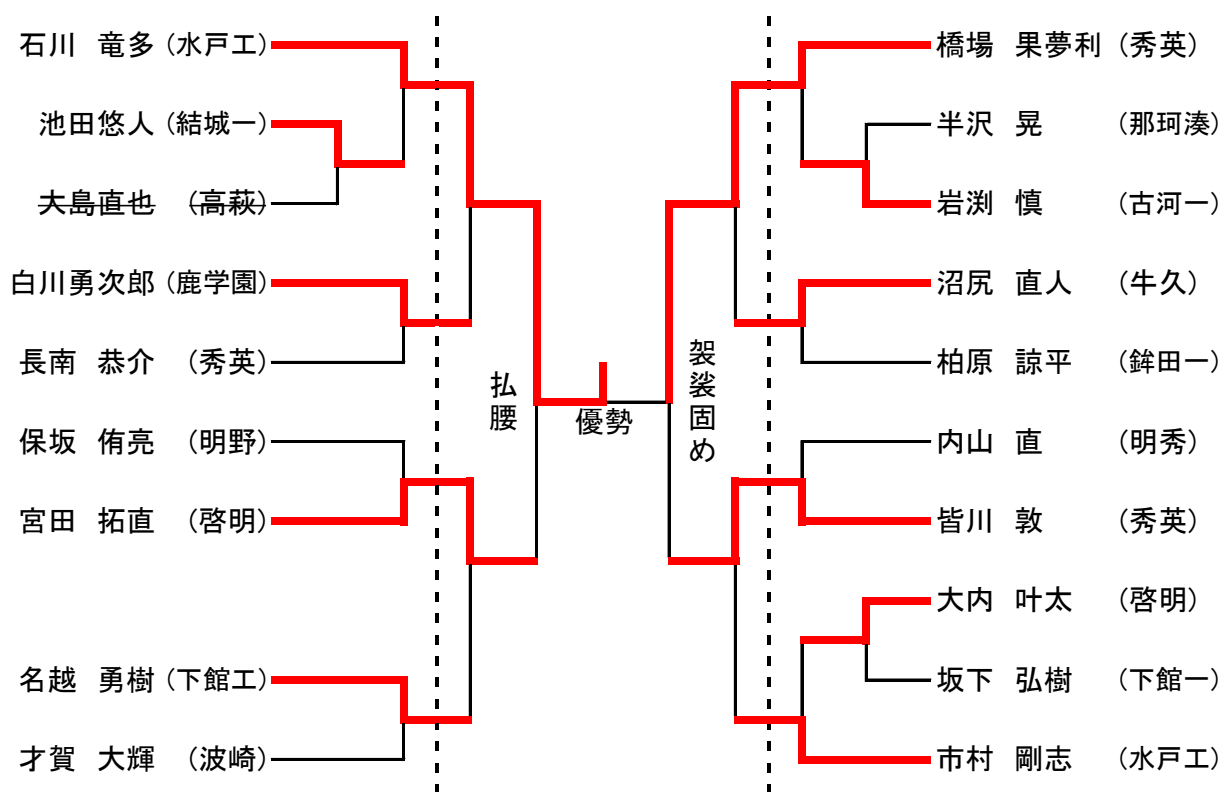 石川 竜多 (水戸工)
池田悠人 (結城一)
大島直也 (高萩)
白川勇次郎 (鹿学園)
長南 恭介 (秀英)
保坂 侑亮 (明野)
宮田 拓直 (啓明)
名越 勇樹 (下館工)
才賀 大輝 (波崎)
払腰
優勢
袈裟固め
橋場 果夢利 (秀英)
半沢 晃 (那珂湊)
岩渕 慎 (古河一)
沼尻 直人 (牛久)
柏原 諒平 (鉾田一)
内山 直 (明秀)
皆川 敦 (秀英)
大内 叶太 (啓明)
坂下 弘樹 (下館一)
市村 剛志 (水戸工)